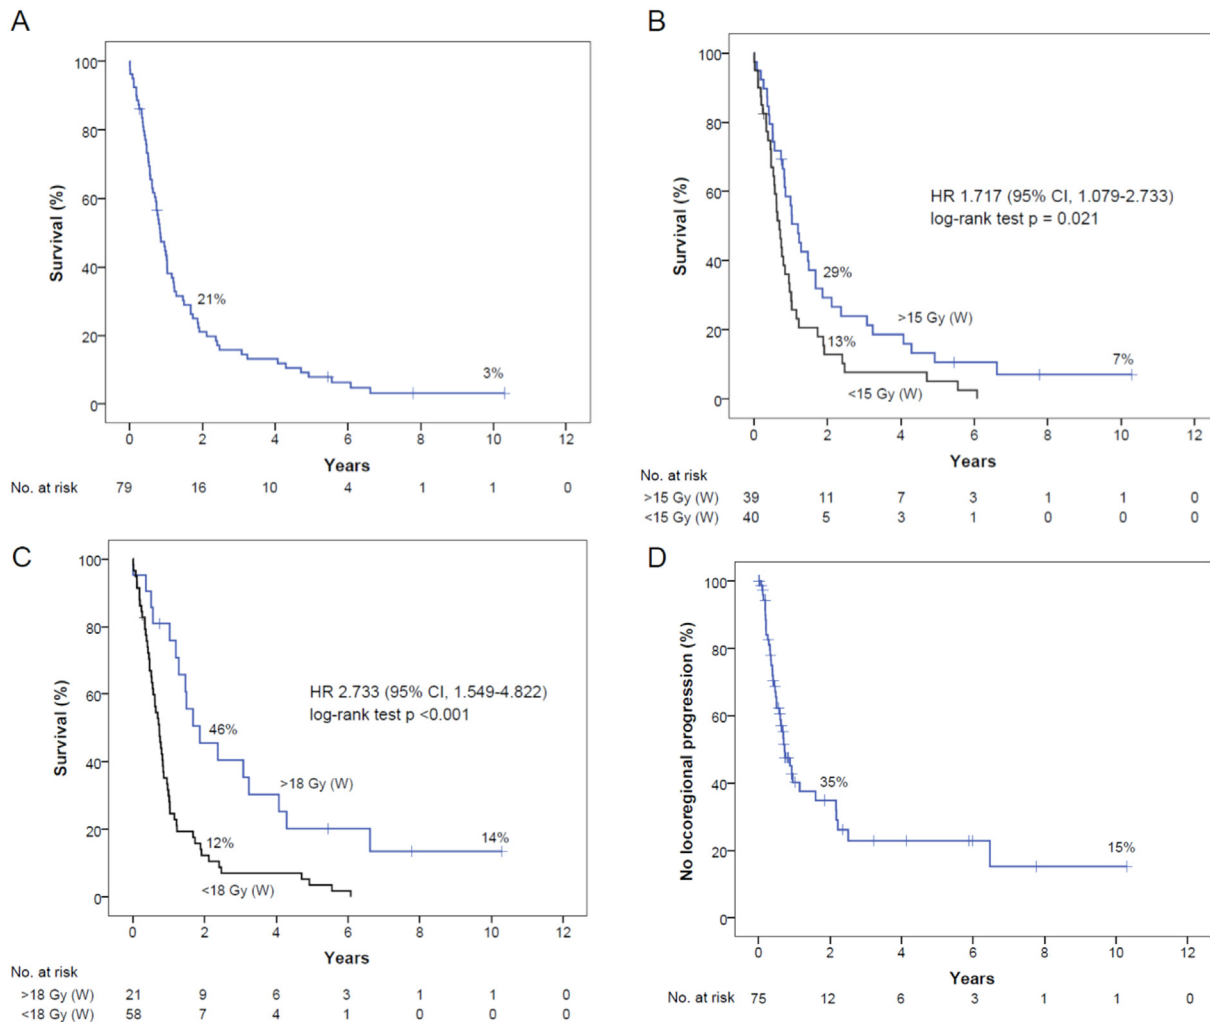 A
100
80
60
40
20
0
Survival (%)
21%
3%
0 2 4 6 8 10 12
Years
No. at risk 79 16 10 4 1 1 0
B
100
80
60
40
20
0
Survival (%)
HR 1.717 (95% CI, 1.079-2.733)
log-rank test p = 0.021
29%
>15 Gy (W)
13%
7%
<15 Gy (W)
0 2 4 6 8 10 12
Years
No. at risk
>15 Gy (W) 39 11 7 3 1 1 0
<15 Gy (W) 40 5 3 1 0 0 0
C
100
80
60
40
20
0
Survival (%)
HR 2.733 (95% CI, 1.549-4.822)
log-rank test p <0.001
46%
>18 Gy (W)
12%
14%
<18 Gy (W)
0 2 4 6 8 10 12
Years
No. at risk
>18 Gy (W) 21 9 6 3 1 1 0
<18 Gy (W) 58 7 4 1 0 0 0
D
100
80
60
40
20
0
No locoregional progression (%)
35%
15%
0 2 4 6 8 10 12
Years
No. at risk 75 12 6 3 1 1 0